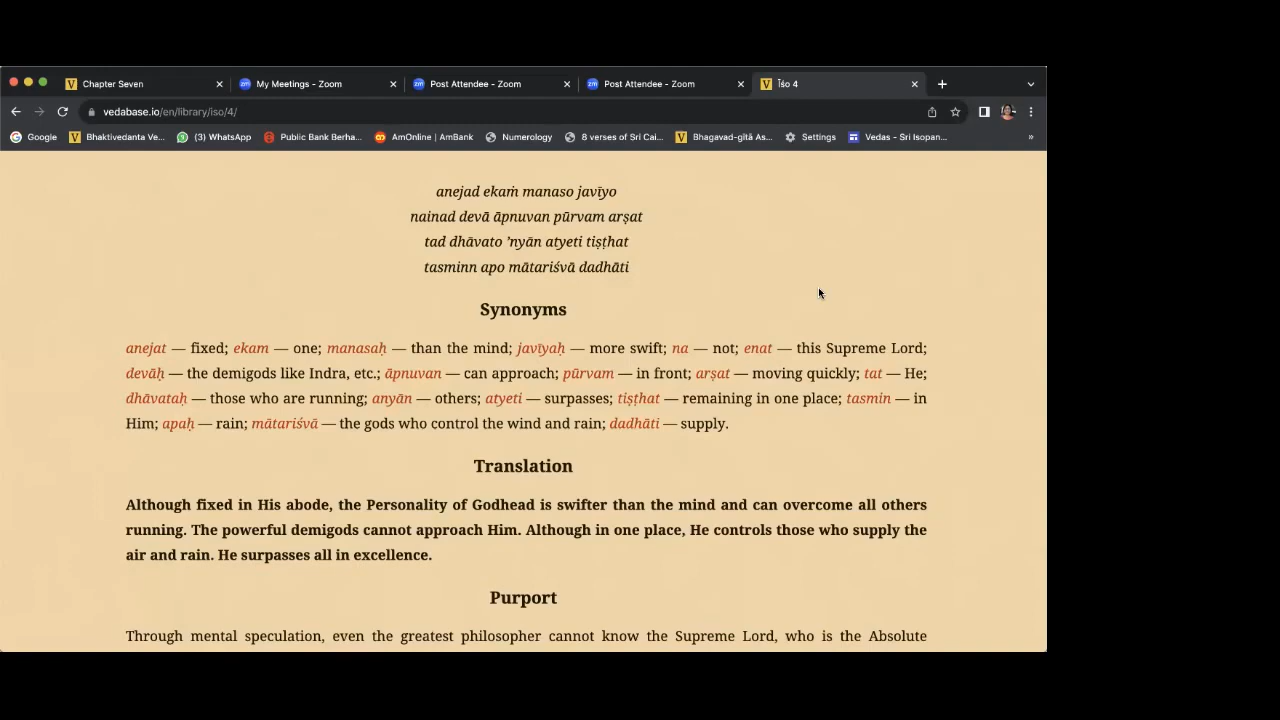 Chapter Seven
My Meetings - Zoom
Post Attendee - Zoom
Post Attendee - Zoom
Īśo 4
vedabase.io/en/library/iso/4/
Google
Bhaktivedanta Ve...
(3) WhatsApp
Public Bank Berha...
AmOnline | AmBank
Numerology
8 verses of Sri Cai...
Bhagavad-gītā As...
Settings
Vedas - Sri Isopan...
»
anejad ekaṁ manaso javīyo
nainad devā āpnuvan pūrvam arṣat
tad dhāvato ’nyān atyeti tiṣṭhat
tasminn apo mātariśvā dadhāti
Synonyms
anejat — fixed; ekam — one; manasaḥ — than the mind; javīyaḥ — more swift; na — not; enat — this Supreme Lord;
devāḥ — the demigods like Indra, etc.; āpnuvan — can approach; pūrvam — in front; arṣat — moving quickly; tat — He;
dhāvataḥ — those who are running; anyān — others; atyeti — surpasses; tiṣṭhat — remaining in one place; tasmin — in
Him; apaḥ — rain; mātariśvā — the gods who control the wind and rain; dadhāti — supply.
Translation
Although fixed in His abode, the Personality of Godhead is swifter than the mind and can overcome all others
running. The powerful demigods cannot approach Him. Although in one place, He controls those who supply the
air and rain. He surpasses all in excellence.
Purport
Through mental speculation, even the greatest philosopher cannot know the Supreme Lord, who is the Absolute